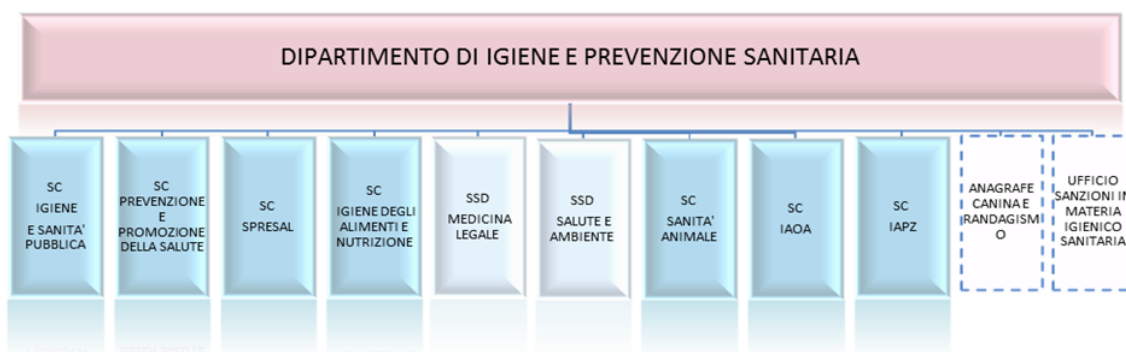 DIPARTIMENTO DI IGIENE E PREVENZIONE SANITARIA
SC
IGIENE
E SANITA'
PUBBLICA
SC
PREVENZIONE
E
PROMOZIONE
DELLA SALUTE
SC
SPRESAL
SC
IGIENE DEGLI
ALIMENTI E
NUTRIZIONE
SSD
MEDICINA
LEGALE
SSD
SALUTE E
AMBIENTE
SC
SANITA'
ANIMALE
SC
IAOA
SC
IAPZ
ANAGRAFE
CANINA E
RANDAGISM
O
UFFICIO
SANZIONI IN
MATERIA
IGIENICO
SANITARIA